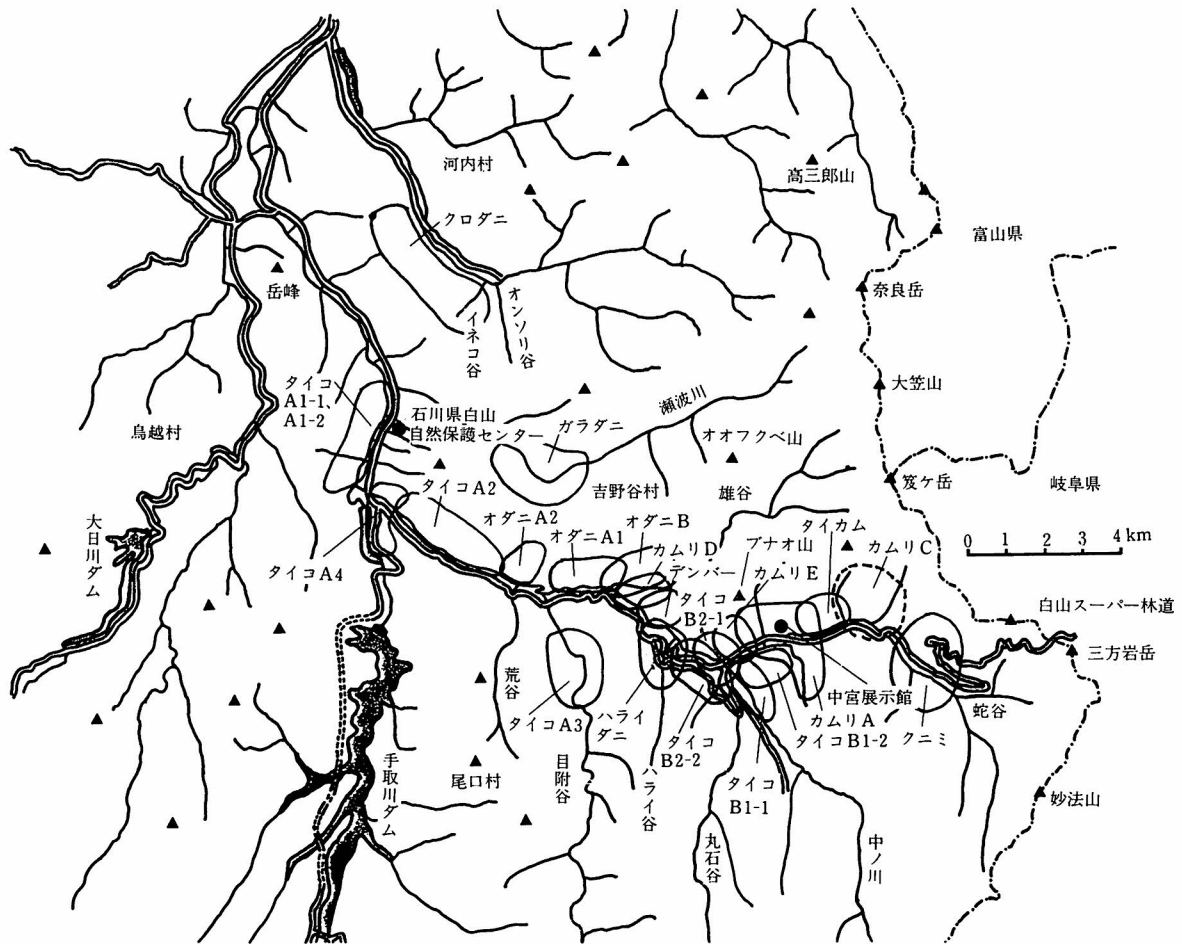 河内村
高三郎山
クロダニ
富山県
岳峰
奈良岳
イネコ谷
オンソリ谷
大笠山
タイコ
A1-1、
A1-2
瀬波川
石川県白山
自然保護センター
鳥越村
ガラダニ
オオフクベ山
笈ケ岳
岐阜県
タイコA2
吉野谷村
雄谷
大日川ダム
オダニA2
オダニA1
オダニB
タイカム
カムリD
ブナオ山
カムリC
0 1 2 3 4 km
タイコA4
デンバー
カムリE
タイコ
B2-1
白山スーパー林道
三方岩岳
荒谷
中宮展示館
蛇谷
タイコA3
ハライ
ダニ
カムリA
タイコ
B2-2
タイコB1-2
クニミ
手取川ダム
尾口村
目附谷
ハライ谷
タイコ
B1-1
妙法山
丸石谷
中ノ川